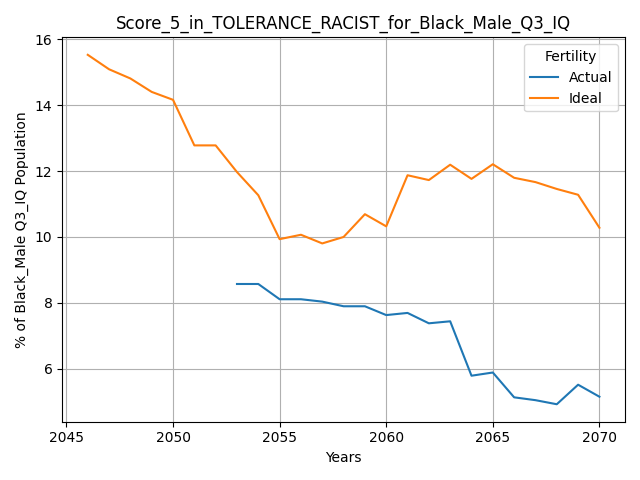 Score_5_in_TOLERANCE_RACIST_for_Black_Male_Q3_IQ
Fertility
Actual
Ideal
% of Black_Male Q3_IQ Population
16
14
12
10
8
6
2045
2050
2055
2060
2065
2070
Years